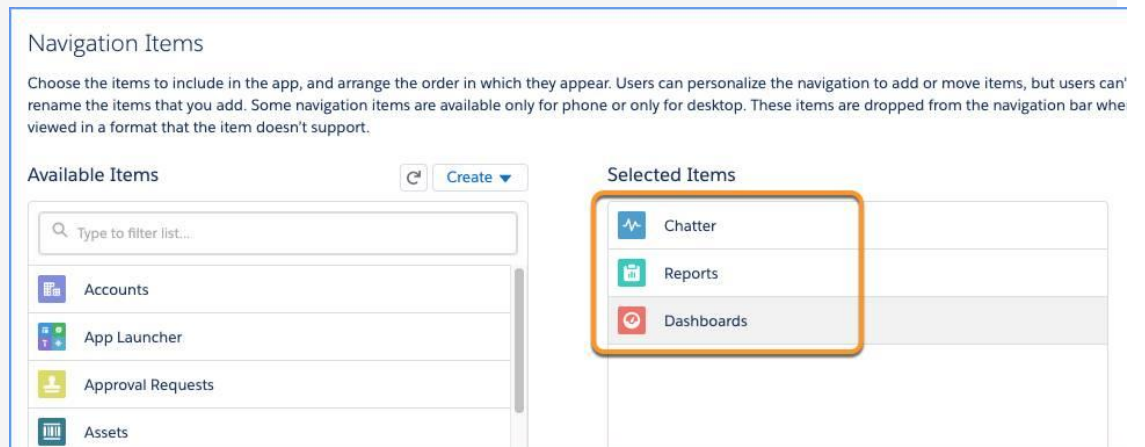 Navigation Items
Choose the items to include in the app, and arrange the order in which they appear. Users can personalize the navigation to add or move items, but users can'
rename the items that you add. Some navigation items are available only for phone or only for desktop. These items are dropped from the navigation bar
viewed in a format that the item doesn't support.
Available Items
Create
Selected Items
Type to filter list...
Chatter
Accounts
Reports
App Launcher
Dashboards
Approval Requests
Assets